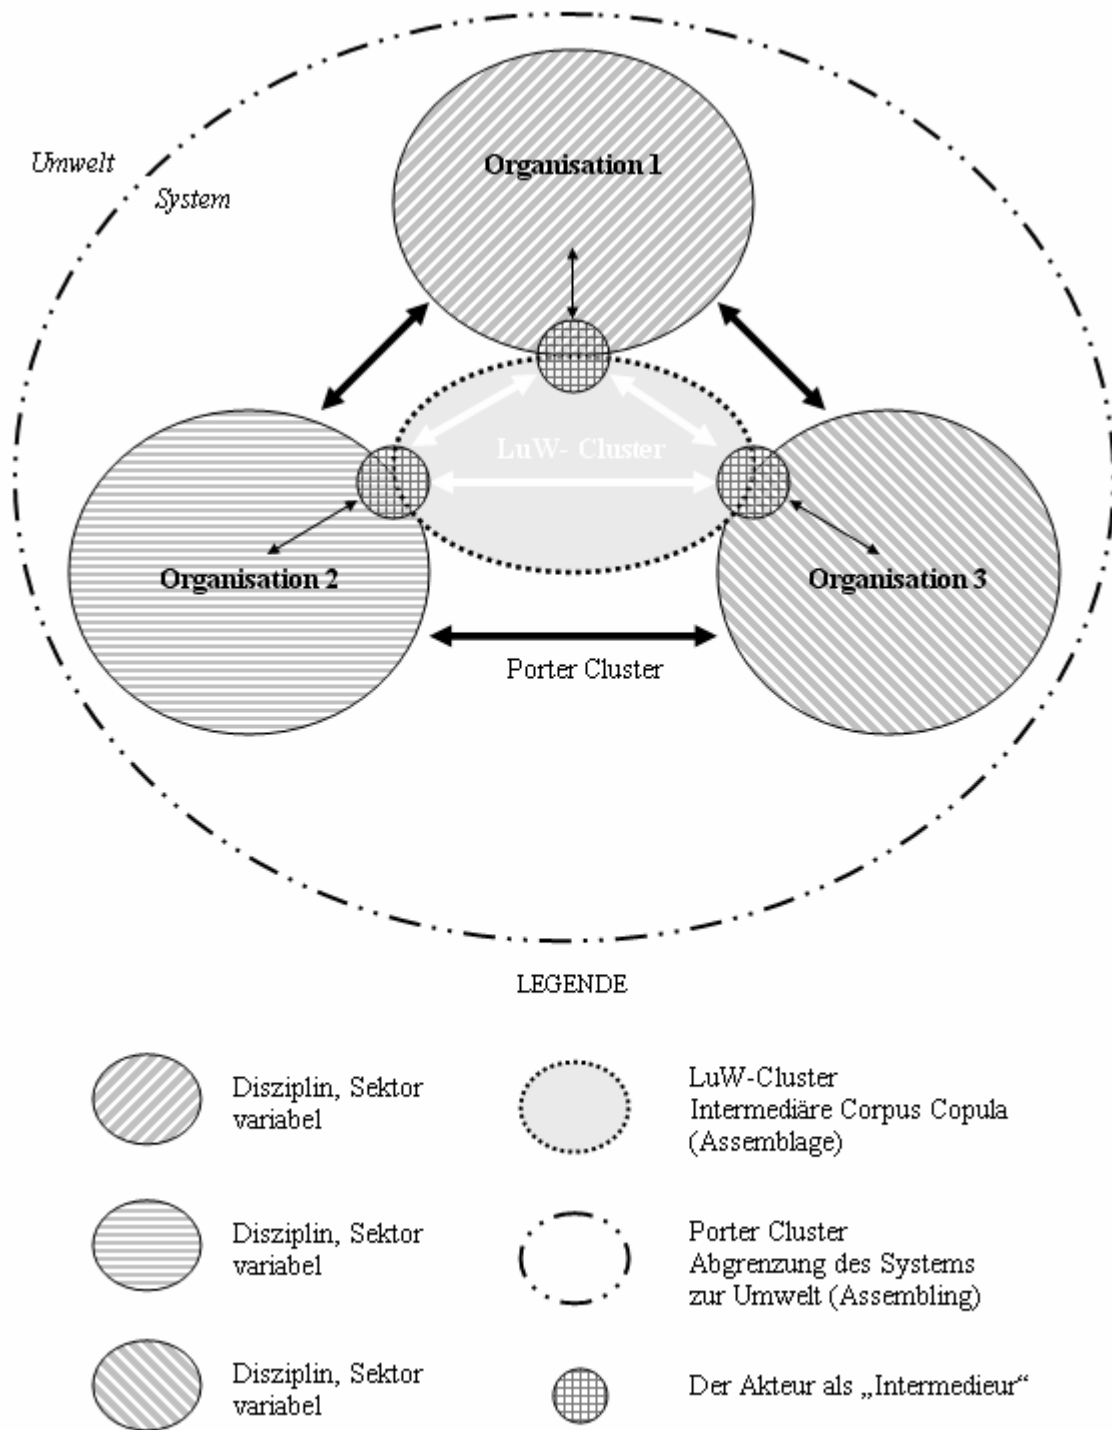 Umwelt
System
Organisation 1
LuW- Cluster
Organisation 2
Organisation 3
Porter Cluster
LEGENDE
Disziplin, Sektor
variabel
LuW-Cluster
Intermediäre Corpus Copula
(Assemblage)
Disziplin, Sektor
variabel
Porter Cluster
Abgrenzung des Systems
zur Umwelt (Assembling)
Disziplin, Sektor
variabel
Der Akteur als „Intermedieur“